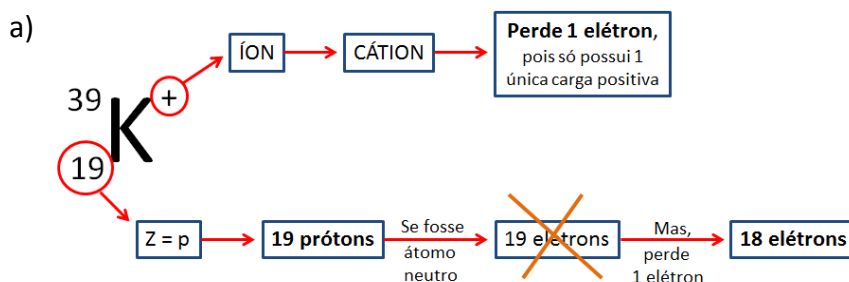 a)
39
K
+
19
ÍON
CÁTION
Perde 1 elétron,
pois só possui 1
única carga positiva
Z = p
19 prótons
Se fosse
átomo
neutro
19 elétrons
Mas,
perde
1 elétron
18 elétrons